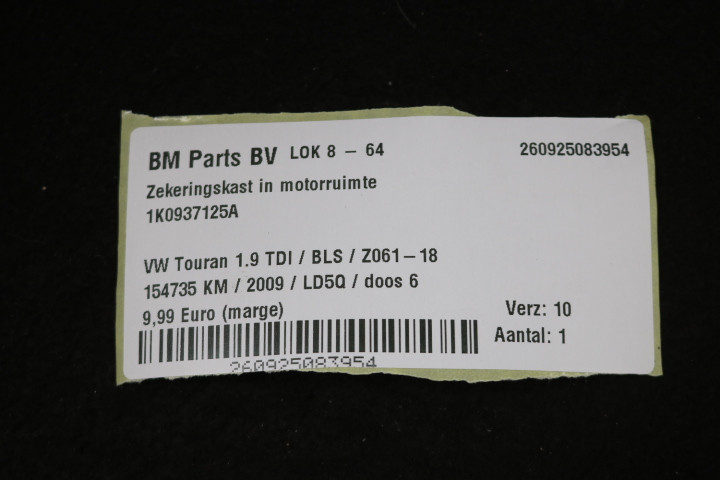 BM Parts BV LOK 8 – 64 260925083954
Zekeringskast in motorruimte
1K0937125A
VW Touran 1.9 TDI / BLS / Z061-18
154735 KM / 2009 / LD5Q / doos 6
9,99 Euro (marge) Verz: 10
Aantal: 1
260925083954